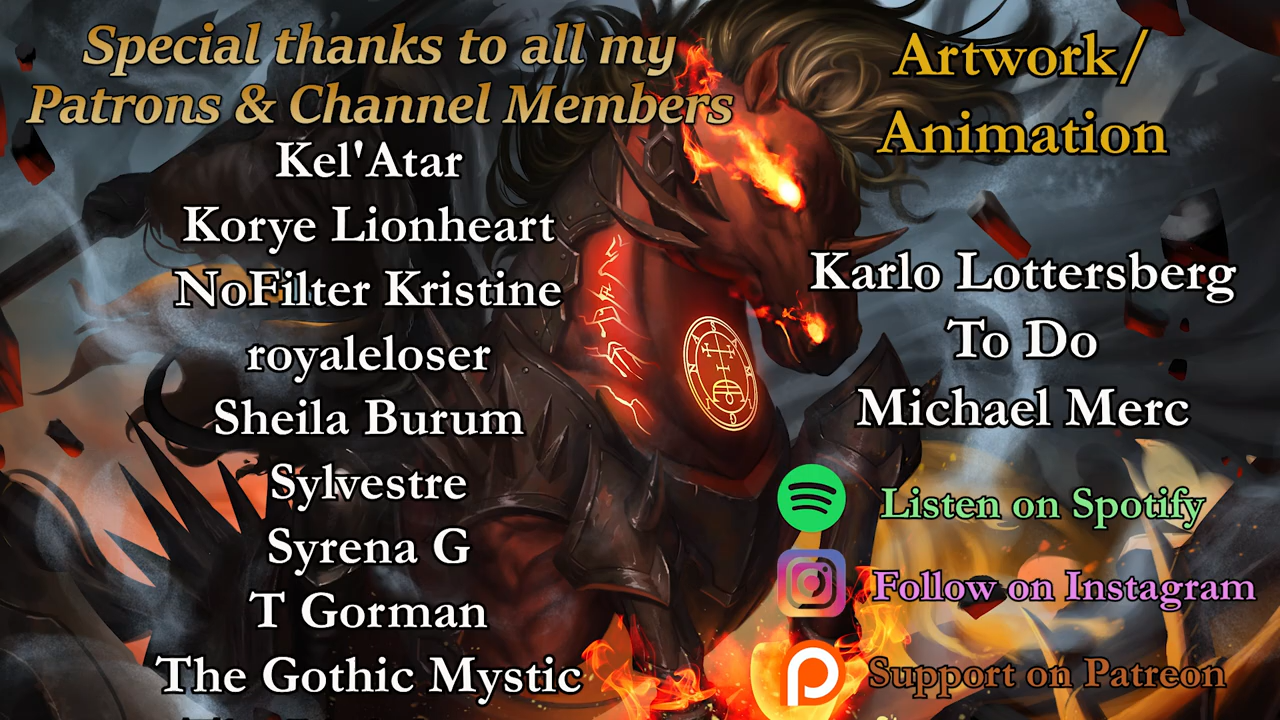 Special thanks to all my
Patrons & Channel Members
Kel'Atar
Korye Lionheart
NoFilter Kristine
royaleloser
Sheila Burum
Sylvestre
Syrena G
T Gorman
The Gothic Mystic
Artwork/
Animation
Karlo Lottersberg
To Do
Michael Merc
Listen on Spotify
Follow on Instagram
Support on Patreon